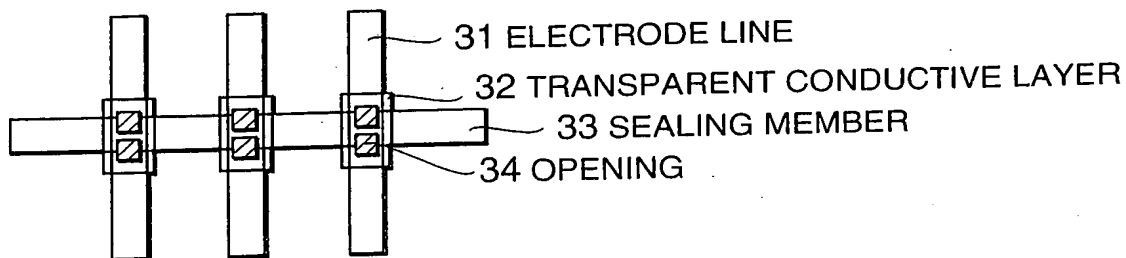 31 ELECTRODE LINE
32 TRANSPARENT CONDUCTIVE LAYER
33 SEALING MEMBER
34 OPENING